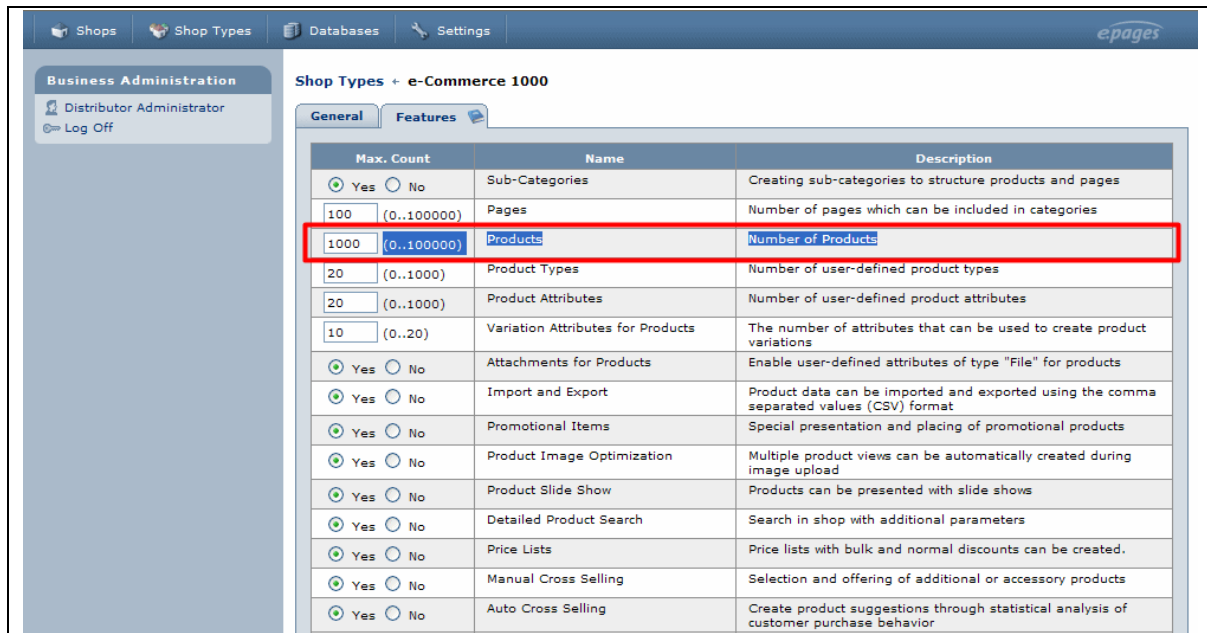 Shops Shop Types Databases Settings epages
Business Administration
Distributor Administrator
Log Off
Shop Types ← e-Commerce 1000
General Features
Max. Count Name Description
Yes No Sub-Categories Creating sub-categories to structure products and pages
100 (0..100000) Pages Number of pages which can be included in categories
1000 (0..100000) Products Number of Products
20 (0..1000) Product Types Number of user-defined product types
20 (0..1000) Product Attributes Number of user-defined product attributes
10 (0..20) Variation Attributes for Products The number of attributes that can be used to create product
variations
Yes No Attachments for Products Enable user-defined attributes of type "File" for products
Yes No Import and Export Product data can be imported and exported using the comma
separated values (CSV) format
Yes No Promotional Items Special presentation and placing of promotional products
Yes No Product Image Optimization Multiple product views can be automatically created during
image upload
Yes No Product Slide Show Products can be presented with slide shows
Yes No Detailed Product Search Search in shop with additional parameters
Yes No Price Lists Price lists with bulk and normal discounts can be created.
Yes No Manual Cross Selling Selection and offering of additional or accessory products
Yes No Auto Cross Selling Create product suggestions through statistical analysis of
customer purchase behavior